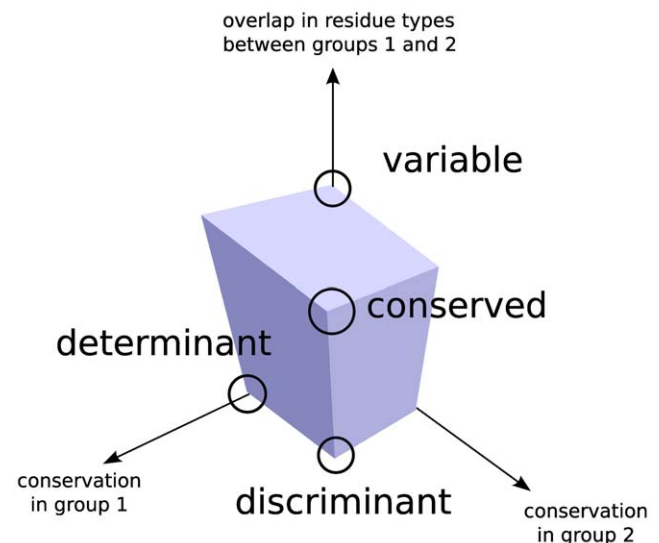 overlap in residue types
between groups 1 and 2
variable
conserved
determinant
conservation
in group 1
discriminant
conservation
in group 2